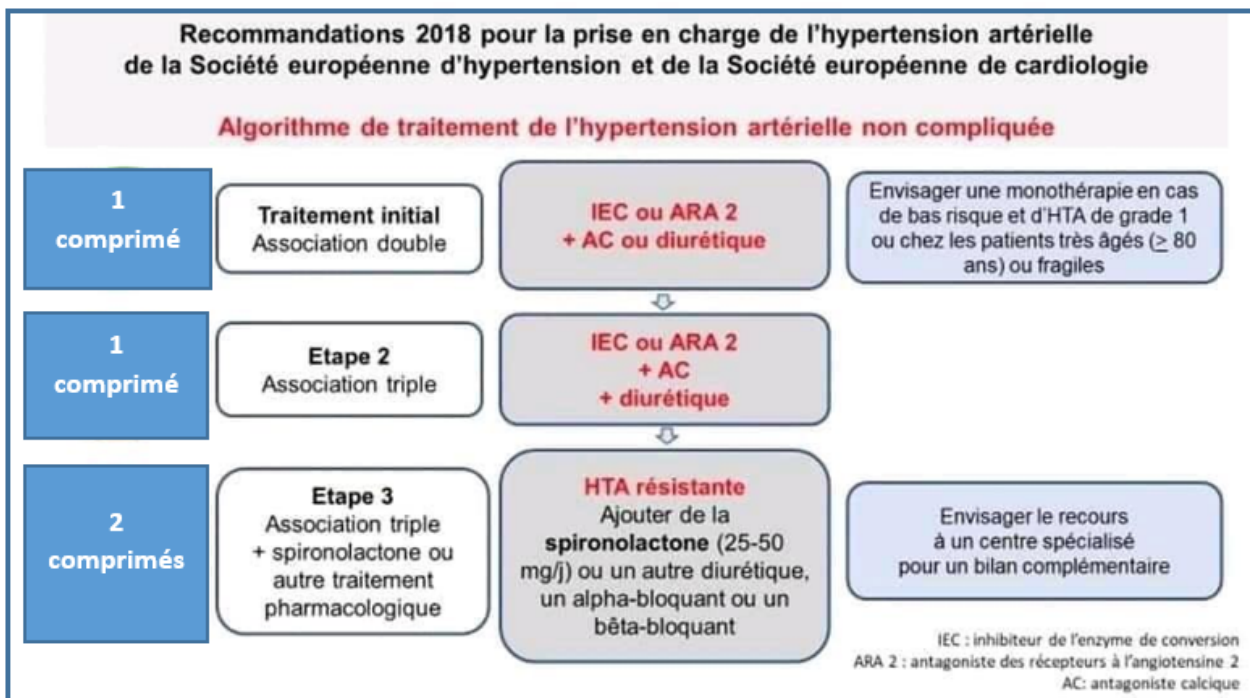 Recommandations 2018 pour la prise en charge de l'hypertension artérielle
de la Société européenne d'hypertension et de la Société européenne de cardiologie
Algorithme de traitement de l'hypertension artérielle non compliquée
1
comprimé
Traitement initial
Association double
IEC ou ARA 2
+ AC ou diurétique
Envisager une monothérapie en cas
de bas risque et d'HTA de grade 1
ou chez les patients très âgés (≥ 80
ans) ou fragiles
1
comprimé
Etape 2
Association triple
IEC ou ARA 2
+ AC
+ diurétique
2
comprimés
Etape 3
Association triple
+ spironolactone ou
autre traitement
pharmacologique
HTA résistante
Ajouter de la
spironolactone (25-50
mg/j) ou un autre diurétique,
un alpha-bloquant ou un
bêta-bloquant
Envisager le recours
à un centre spécialisé
pour un bilan complémentaire
IEC : inhibiteur de l'enzyme de conversion
ARA 2 : antagoniste des récepteurs à l'angiotensine 2
AC: antagoniste calcique